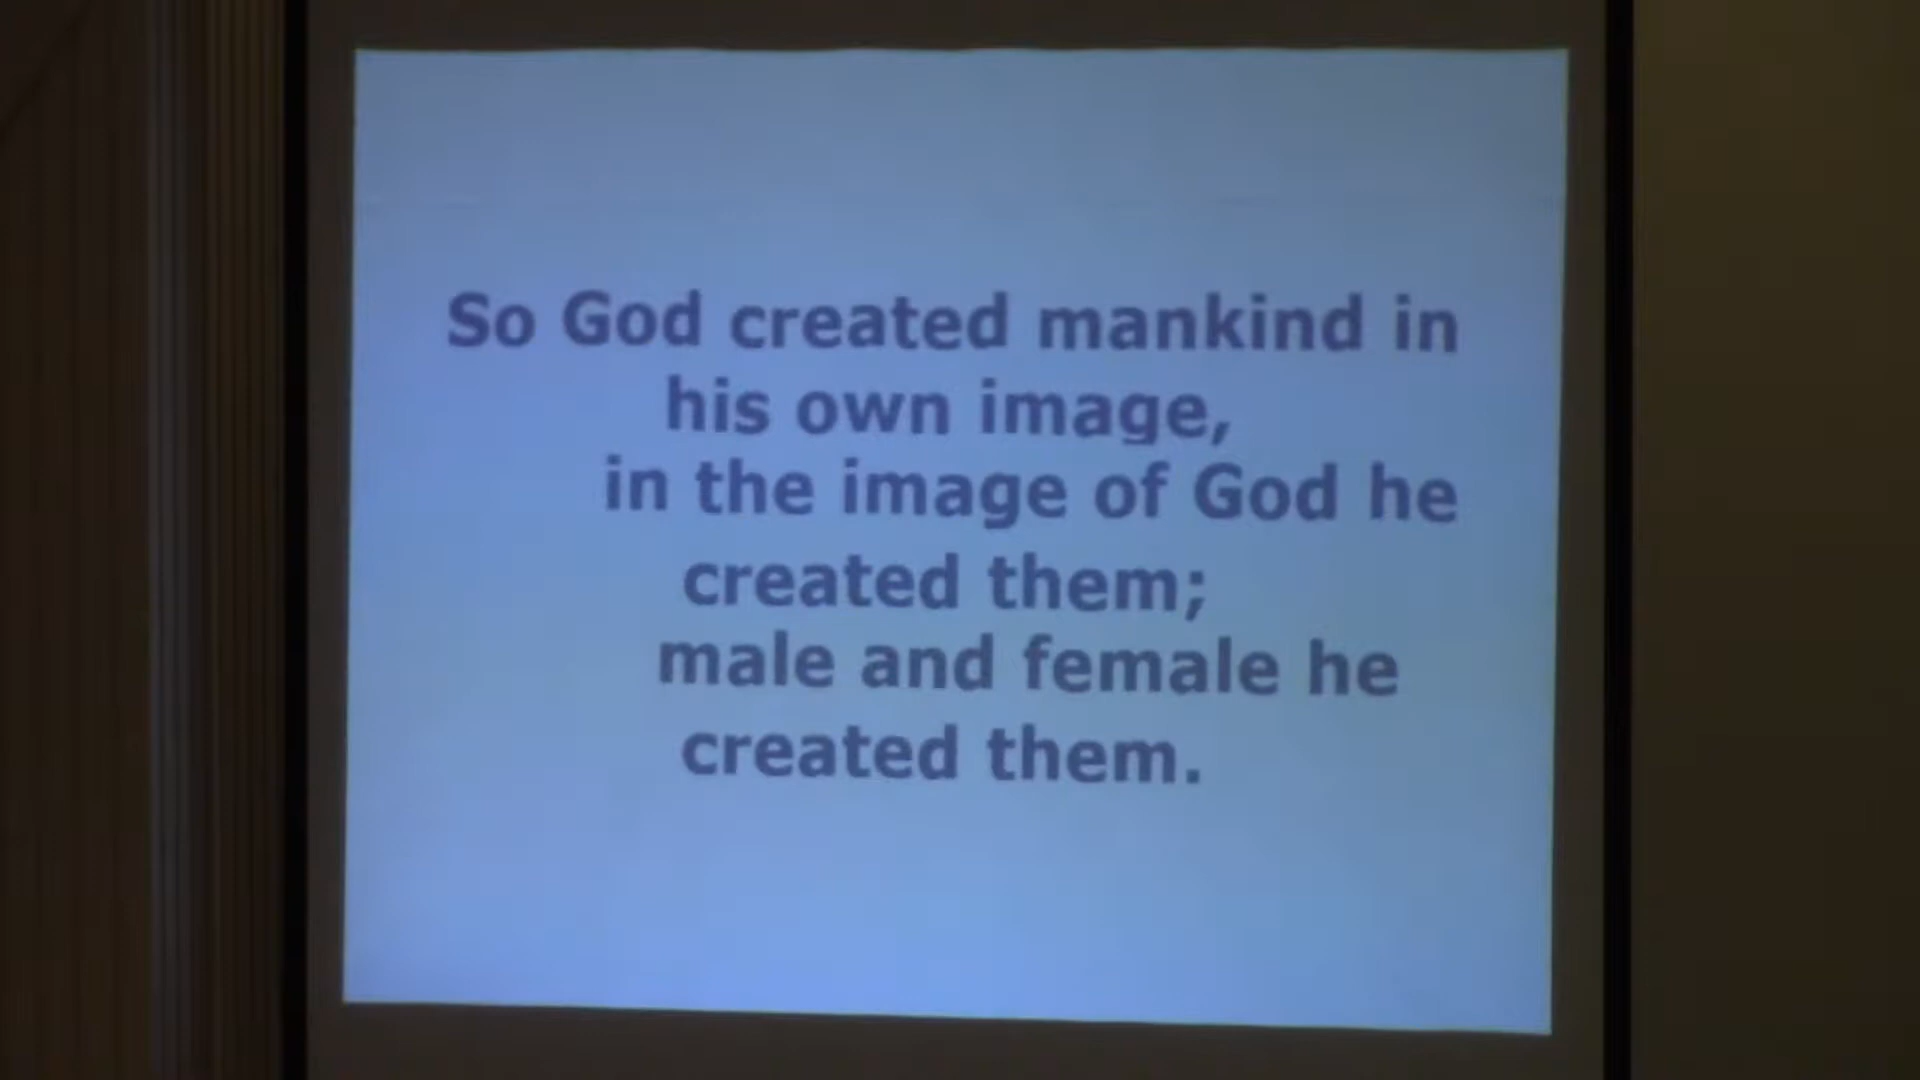 So God created mankind in
his own image,
in the image of God he
created them;
male and female he
created them.